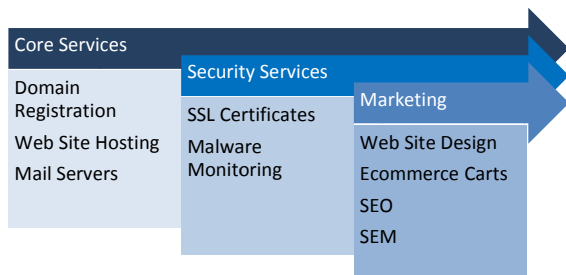 Core Services
Domain
Registration
Web Site Hosting
Mail Servers
Security Services
SSL Certificates
Malware
Monitoring
Marketing
Web Site Design
Ecommerce Carts
SEO
SEM